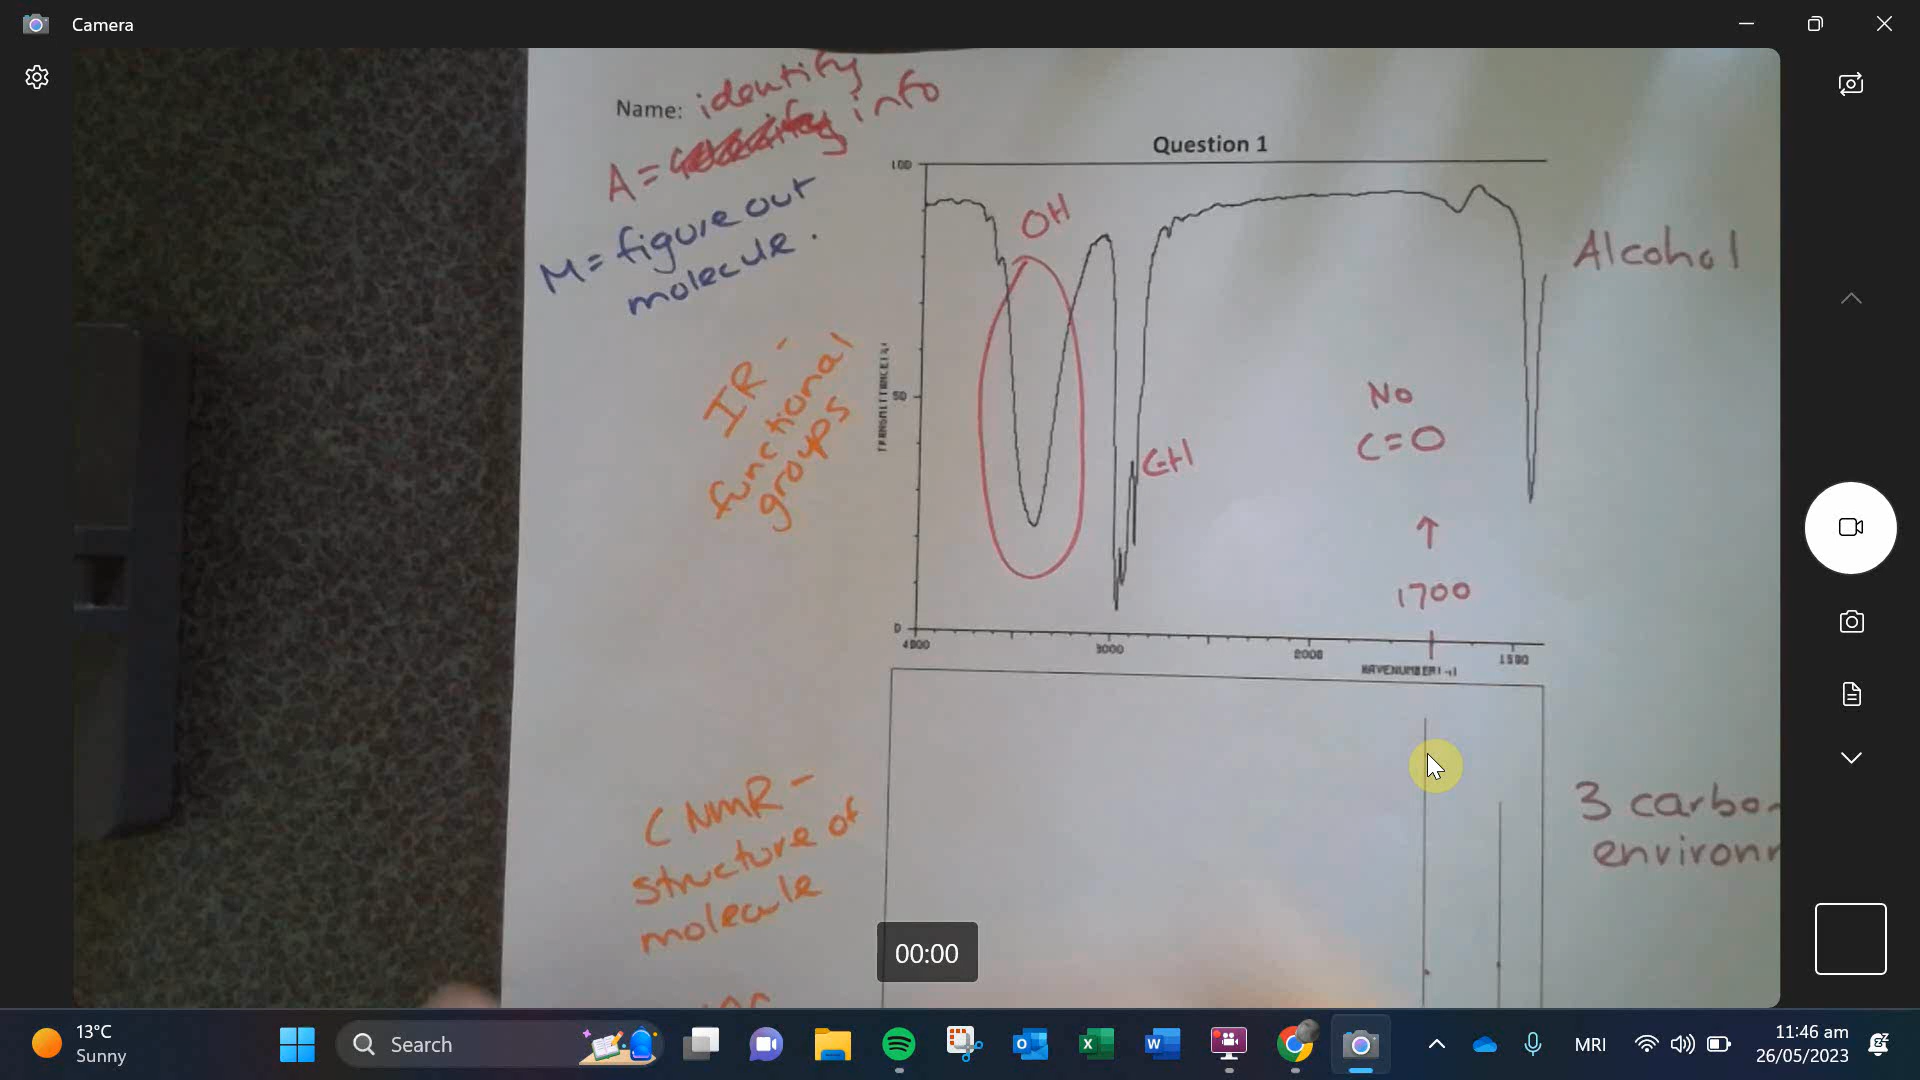 Camera
Name: identify
A = info
M = figure out
molecule.
Question 1
100
OH
Alcohol
IR -
functional
groups
TRANSMITTANCE(%)
50
C-H
No
C=O
↑
1700
0
4000
3000
2000
1500
C NMR -
structure of
molecule
3 carbo
environ
00:00
13°C
Sunny
Search
MRI
11:46 am
26/05/2023